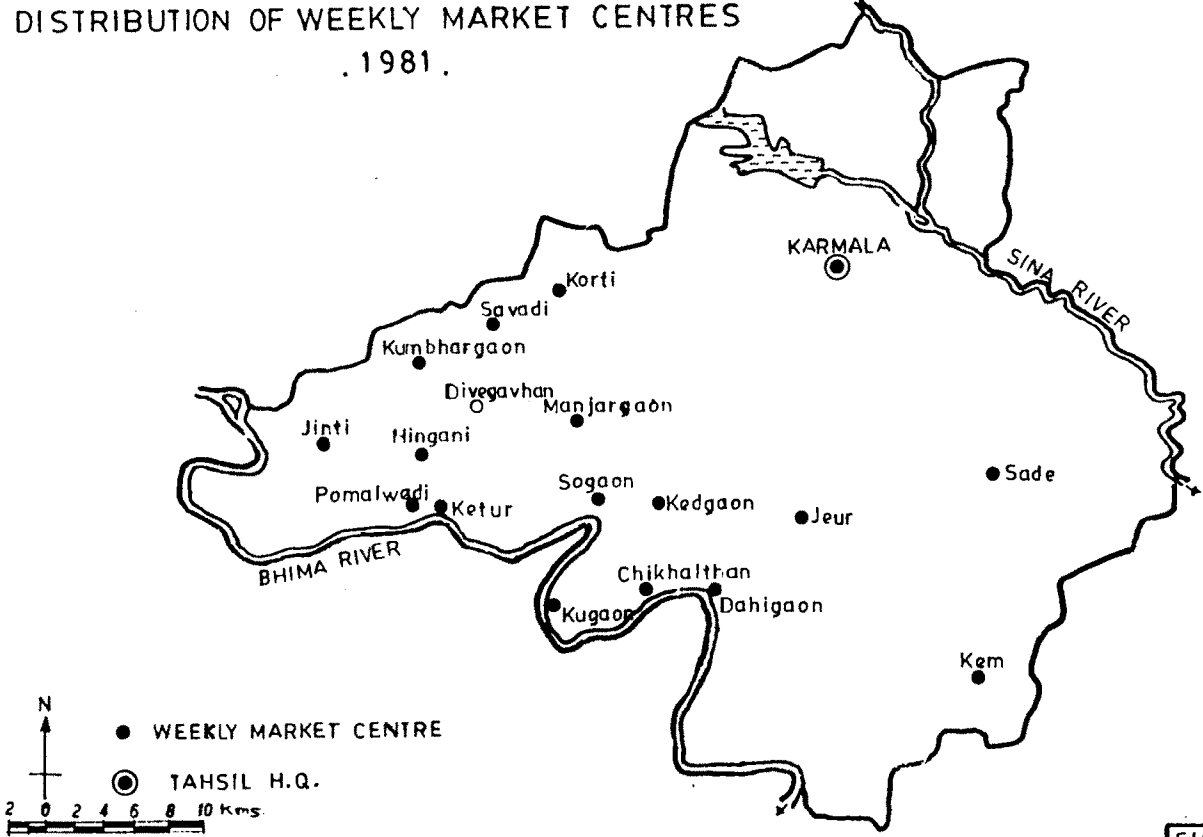 DISTRIBUTION OF WEEKLY MARKET CENTRES
. 1981 .
KARMALA
SINA RIVER
Korti
Savadi
Kumbhargaon
Divegavhan
Manjargaon
Jinti
Hingani
Sade
Pomalwadi
Ketur
Sogaon
Kedgaon
Jeur
BHIMA RIVER
Chikhalthan
Kugaon
Dahigaon
Kem
N
WEEKLY MARKET CENTRE
TAHSIL H.Q.
2 0 2 4 6 8 10 Kms.